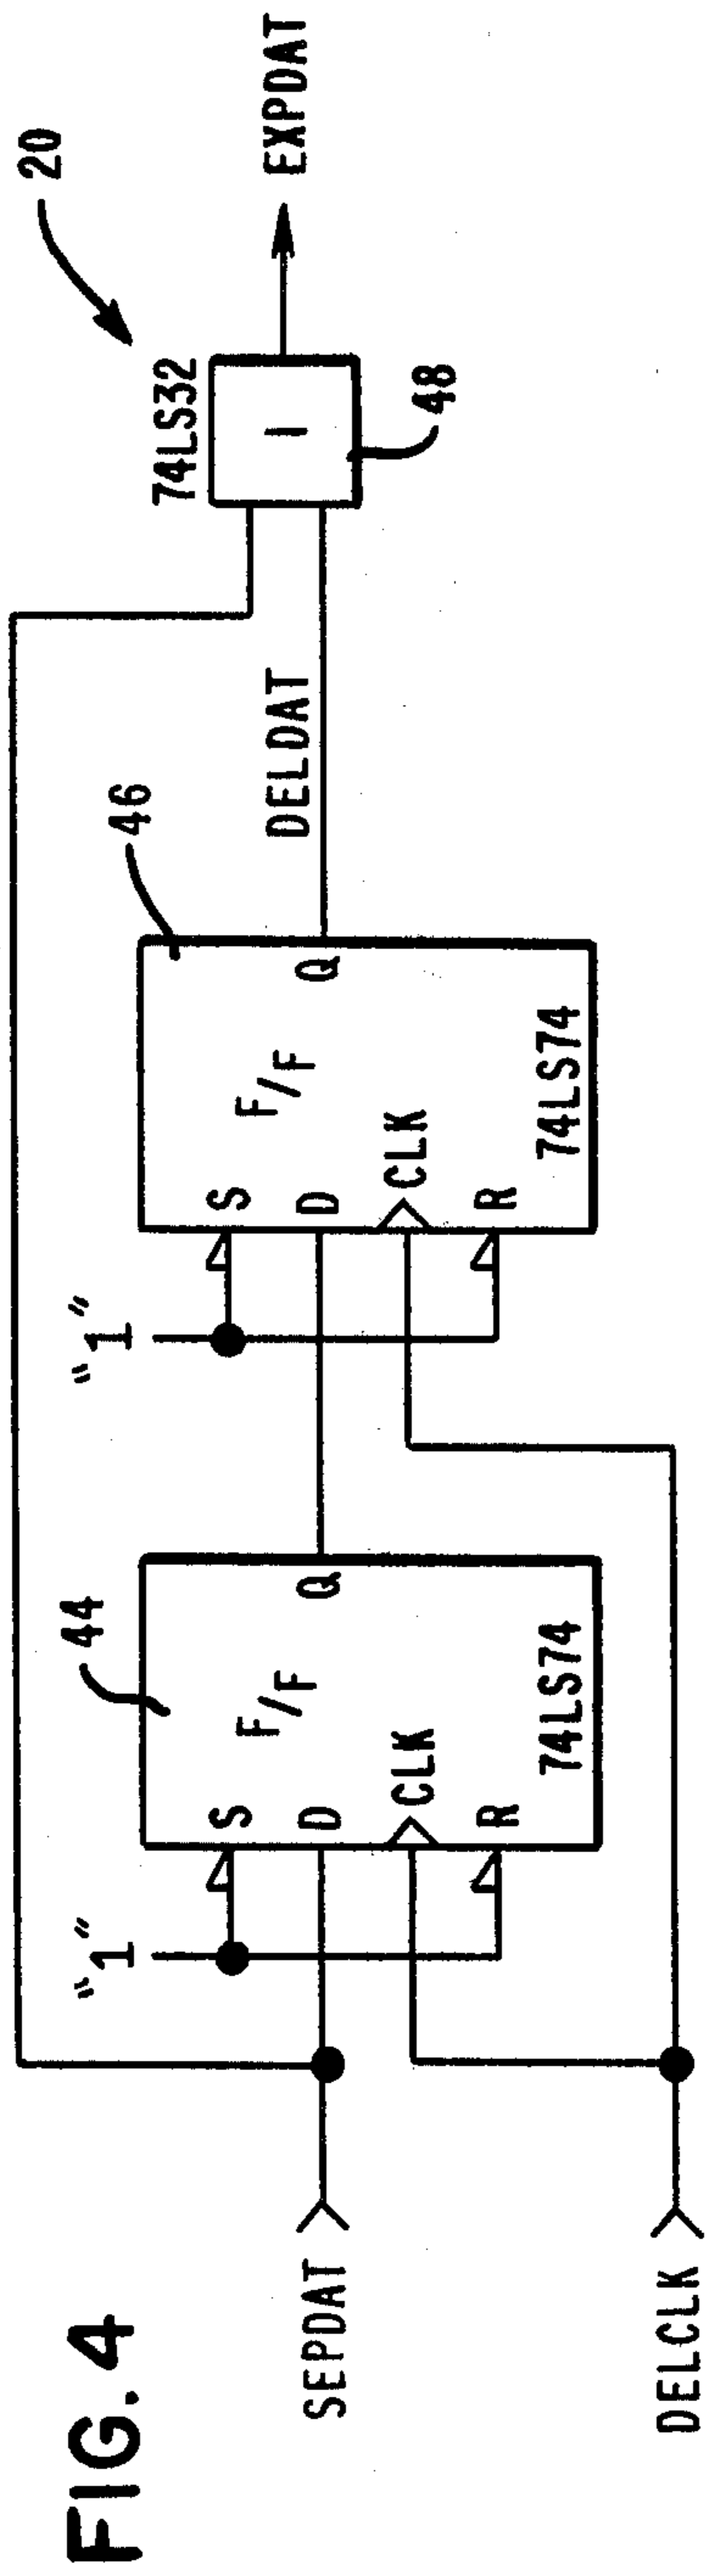 FIG. 4
20
SEPDAT
DELCLK
"1"
44
S
D
CLK
R
F/F
Q
74LS74
"1"
46
S
D
CLK
R
F/F
Q
74LS74
DELDAT
74LS32
I
48
EXPDAT